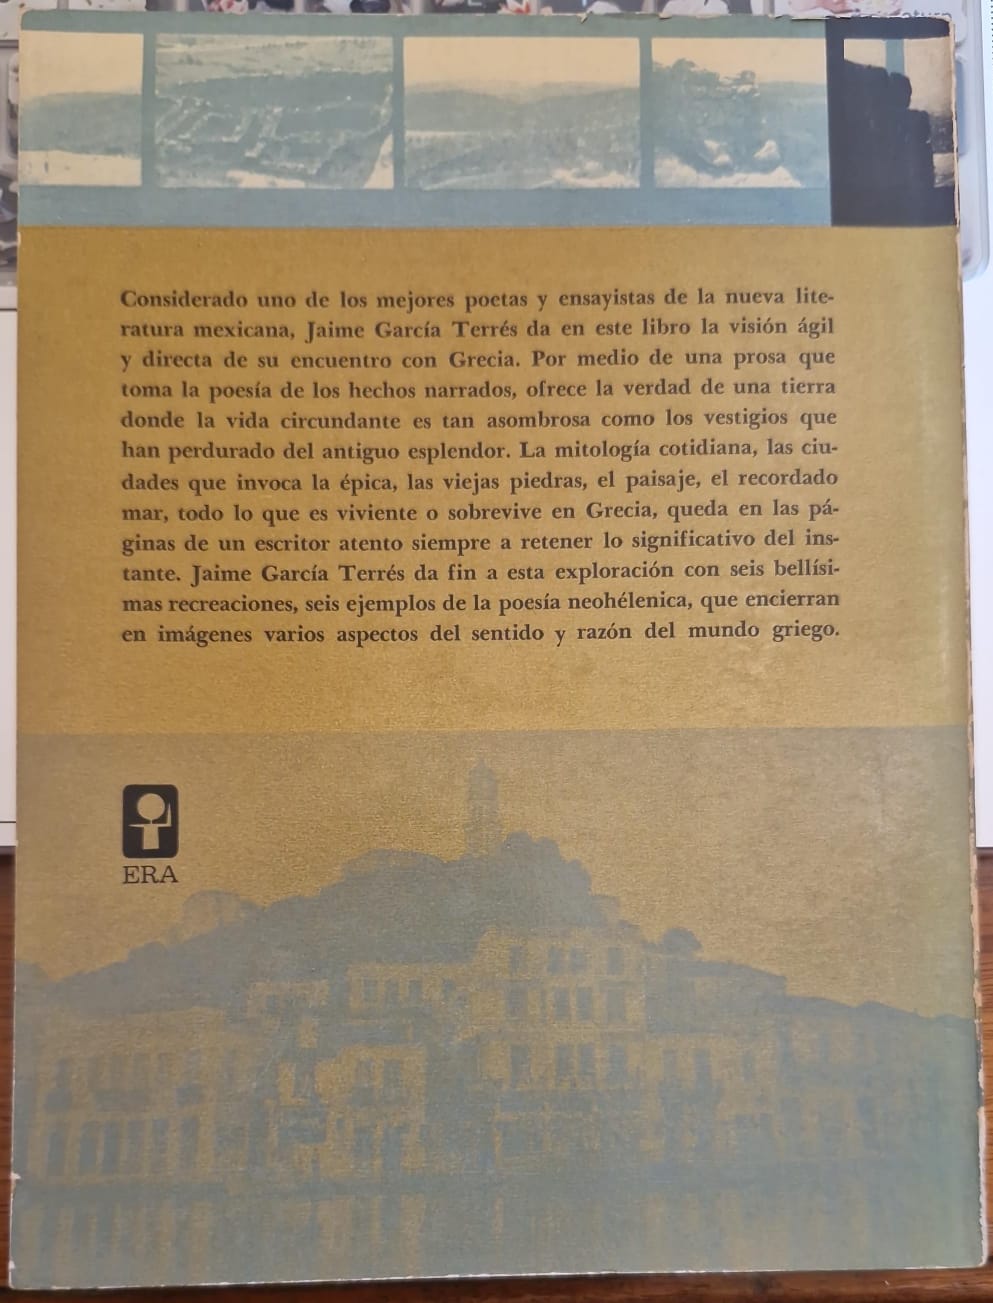 Considerado uno de los mejores poetas y ensayistas de la nueva lite-
ratura mexicana, Jaime García Terrés da en este libro la visión ágil
y directa de su encuentro con Grecia. Por medio de una prosa que
toma la poesía de los hechos narrados, ofrece la verdad de una tierra
donde la vida circundante es tan asombrosa como los vestigios que
han perdurado del antiguo esplendor. La mitología cotidiana, las ciu-
dades que invoca la épica, las viejas piedras, el paisaje, el recordado
mar, todo lo que es viviente o sobrevive en Grecia, queda en las pá-
ginas de un escritor atento siempre a retener lo significativo del ins-
tante. Jaime García Terrés da fin a esta exploración con seis bellísi-
mas recreaciones, seis ejemplos de la poesía neohélenica, que encierran
en imágenes varios aspectos del sentido y razón del mundo griego.
ERA